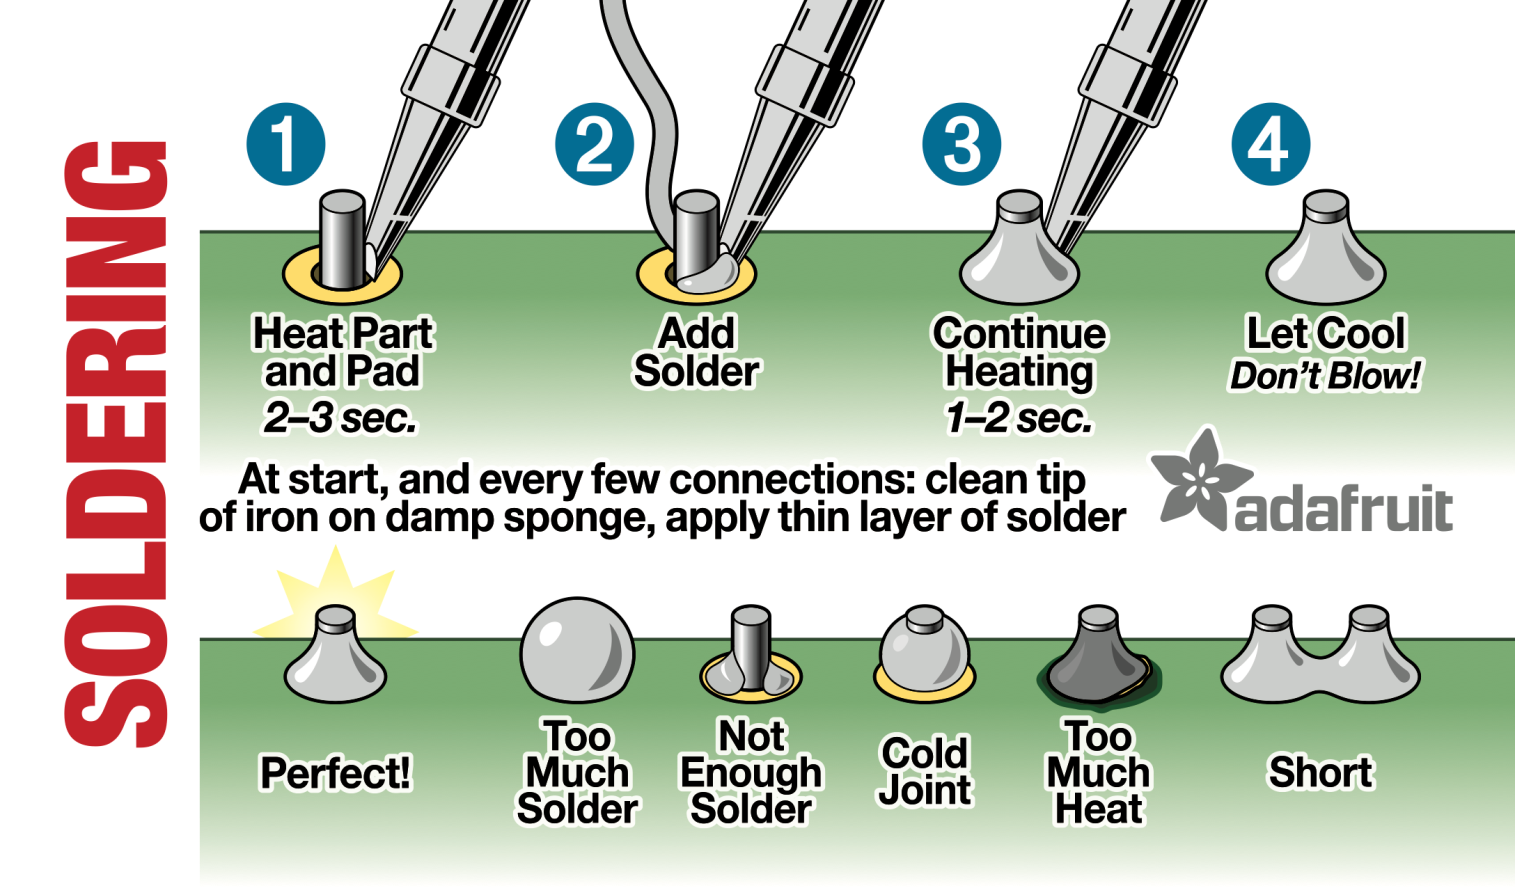 SOLDERING
1
2
3
4
Heat Part
and Pad
2–3 sec.
Add
Solder
Continue
Heating
1–2 sec.
Let Cool
Don't Blow!
At start, and every few connections: clean tip
of iron on damp sponge, apply thin layer of solder
adafruit
Perfect!
Too
Much
Solder
Not
Enough
Solder
Cold
Joint
Too
Much
Heat
Short